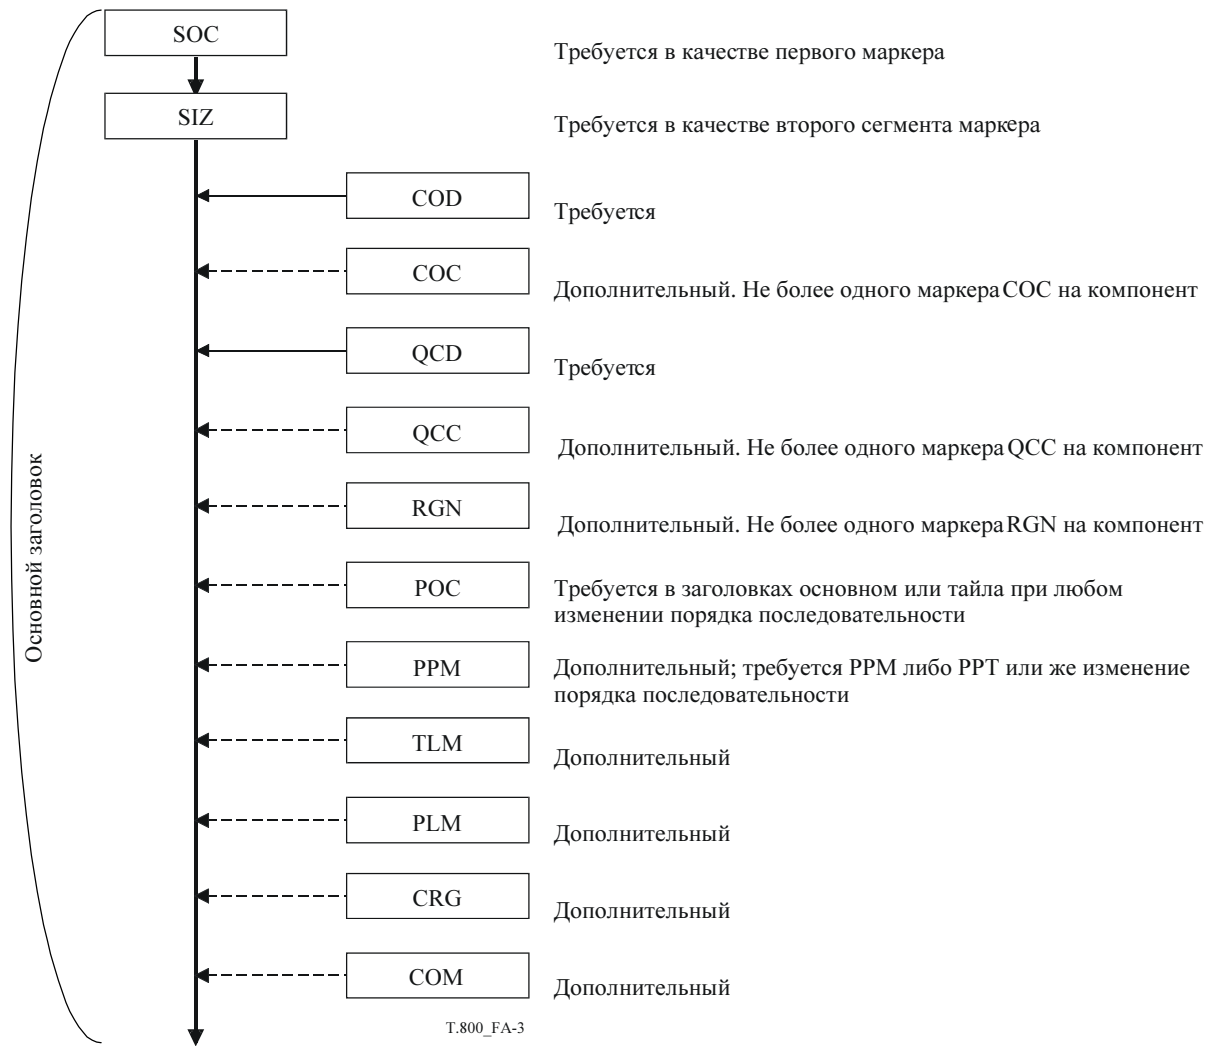 SOC
Требуется в качестве первого маркера
SIZ
Требуется в качестве второго сегмента маркера
COD
Требуется
COC
Дополнительный. Не более одного маркера COC на компонент
QCD
Требуется
QCC
Дополнительный. Не более одного маркера QCC на компонент
RGN
Дополнительный. Не более одного маркера RGN на компонент
Основной заголовок
POC
Требуется в заголовках основном или тайла при любом
изменении порядка последовательности
PPM
Дополнительный; требуется PPM либо PPT или же изменение
порядка последовательности
TLM
Дополнительный
PLM
Дополнительный
CRG
Дополнительный
COM
Дополнительный
T.800_FA-3